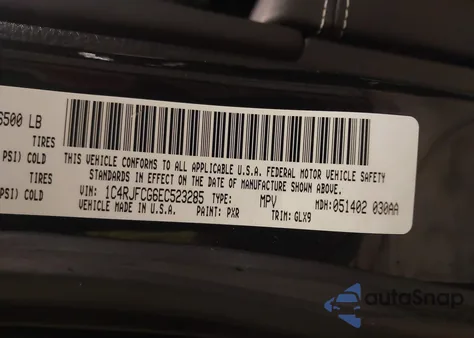 6500 LB
TIRES
PSI) COLD
TIRES
PSI) COLD
THIS VEHICLE CONFORMS TO ALL APPLICABLE U.S.A. FEDERAL MOTOR VEHICLE SAFETY
STANDARDS IN EFFECT ON THE DATE OF MANUFACTURE SHOWN ABOVE.
VIN: 1C4RJFCG6EC523285 TYPE: MPV MDH: 051402 030AA
VEHICLE MADE IN U.S.A. PAINT: PXR TRIM: GLX9
autoSnap